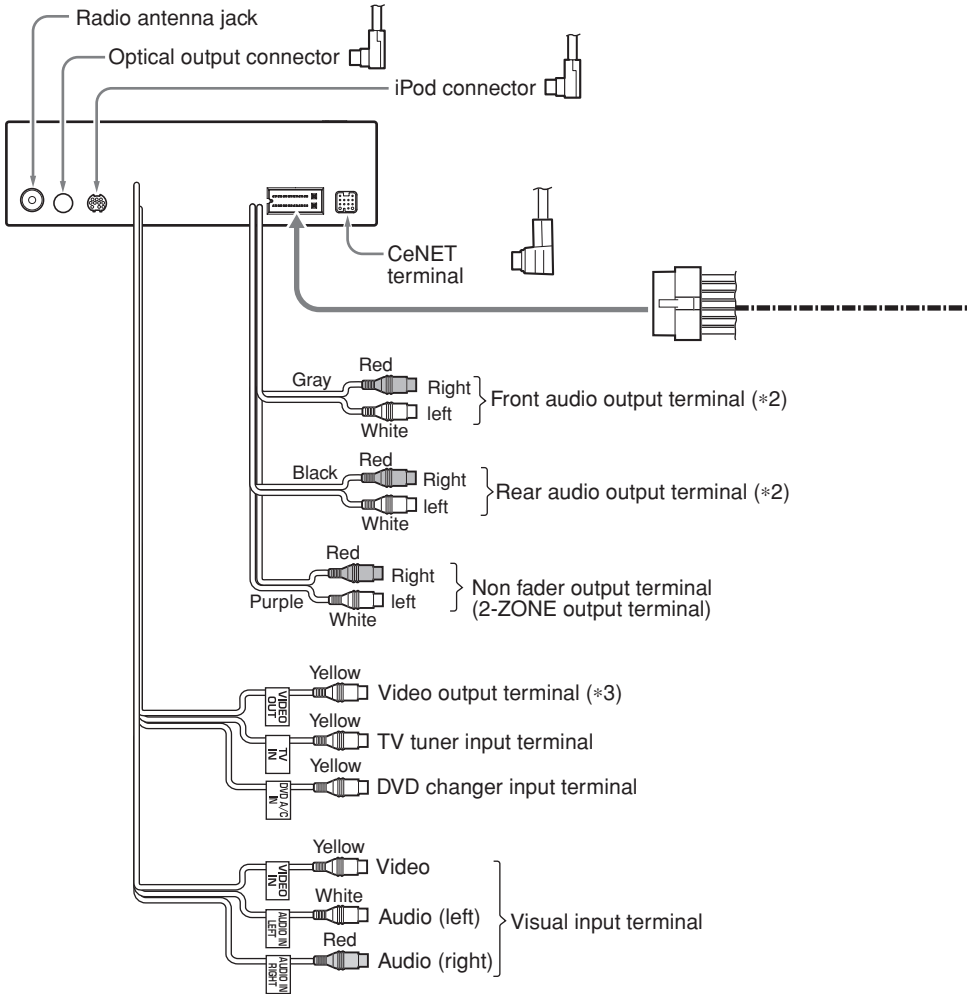 Radio antenna jack
Optical output connector
iPod connector
CeNET
terminal
Red
Gray
Right
left
White
Front audio output terminal (*2)
Red
Black
Right
left
White
Rear audio output terminal (*2)
Red
Right
Purple
left
White
Non fader output terminal
(2-ZONE output terminal)
Yellow
VIDEO
OUT
Video output terminal (*3)
Yellow
TV
IN
TV tuner input terminal
Yellow
DVD A/C
IN
DVD changer input terminal
Yellow
VIDEO
IN
Video
White
AUDIO IN
LEFT
Audio (left)
Visual input terminal
Red
AUDIO IN
RIGHT
Audio (right)